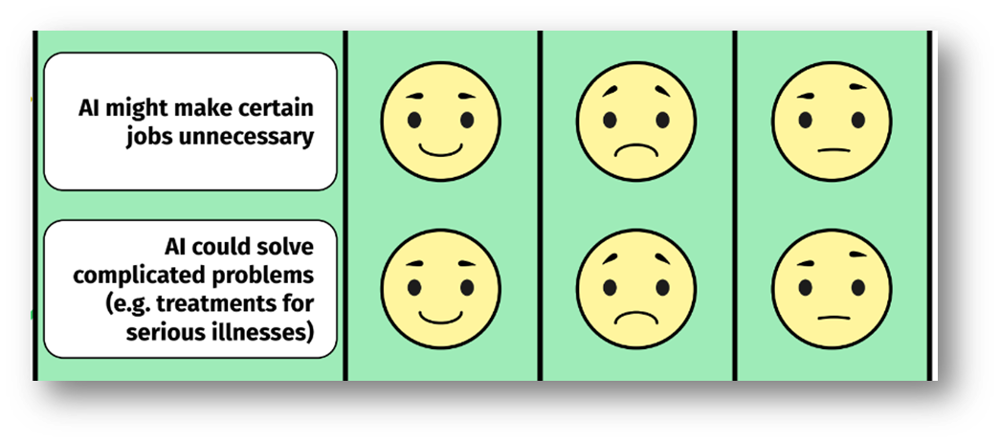 AI might make certain
jobs unnecessary
AI could solve
complicated problems
(e.g. treatments for
serious illnesses)